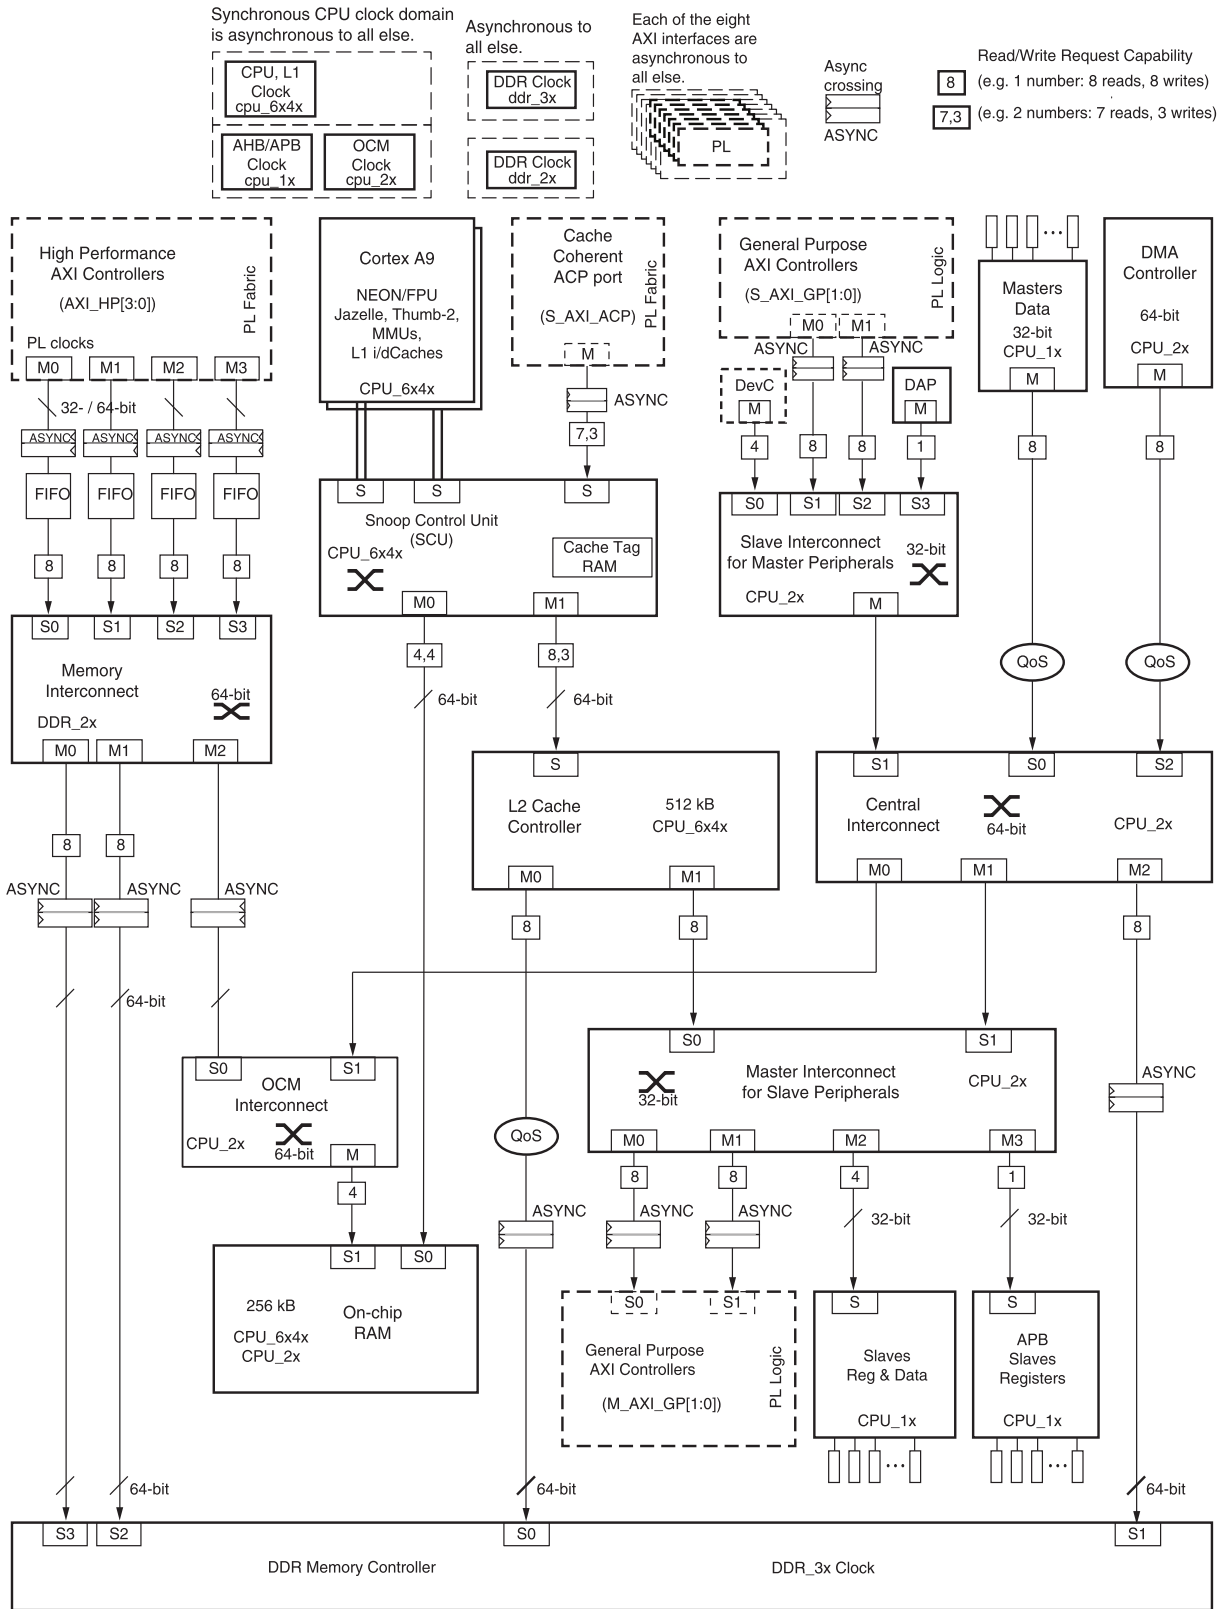 Synchronous CPU clock domain
is asynchronous to all else.
CPU, L1
Clock
cpu_6x4x
AHB/APB
Clock
cpu_1x
OCM
Clock
cpu_2x
Asynchronous to
all else.
DDR Clock
ddr_3x
DDR Clock
ddr_2x
Each of the eight
AXI interfaces are
asynchronous to
all else.
PL
Async
crossing
ASYNC
Read/Write Request Capability
8
(e.g. 1 number: 8 reads, 8 writes)
7,3
(e.g. 2 numbers: 7 reads, 3 writes)
High Performance
AXI Controllers
(AXI_HP[3:0])
PL Fabric
PL clocks
M0
M1
M2
M3
32- / 64-bit
ASYNC
ASYNC
ASYNC
ASYNC
FIFO
FIFO
FIFO
FIFO
8
8
8
8
S0
S1
S2
S3
Memory
Interconnect
64-bit
DDR_2x
M0
M1
M2
8
8
ASYNC
ASYNC
ASYNC
64-bit
Cortex A9
NEON/FPU
Jazelle, Thumb-2,
MMUs,
L1 i/dCaches
CPU_6x4x
Cache
Coherent
ACP port
(S_AXI_ACP)
PL Fabric
M
ASYNC
7,3
S
S
S
Snoop Control Unit
(SCU)
CPU_6x4x
Cache Tag
RAM
M0
M1
4,4
8,3
64-bit
64-bit
General Purpose
AXI Controllers
(S_AXI_GP[1:0])
PL Logic
M0
M1
ASYNC
ASYNC
DevC
M
DAP
M
4
8
8
1
S0
S1
S2
S3
Slave Interconnect
for Master Peripherals
32-bit
CPU_2x
M
Masters
Data
32-bit
CPU_1x
M
8
QoS
DMA
Controller
64-bit
CPU_2x
M
8
QoS
S
L2 Cache
Controller
512 kB
CPU_6x4x
M0
M1
8
8
S1
S0
S2
Central
Interconnect
64-bit
CPU_2x
M0
M1
M2
8
ASYNC
S0
S1
OCM
Interconnect
CPU_2x
64-bit
M
4
S1
S0
256 kB
CPU_6x4x
CPU_2x
On-chip
RAM
QoS
ASYNC
S0
S1
Master Interconnect
for Slave Peripherals
32-bit
CPU_2x
M0
M1
M2
M3
8
8
4
1
ASYNC
ASYNC
32-bit
32-bit
S0
S1
General Purpose
AXI Controllers
(M_AXI_GP[1:0])
PL Logic
S
Slaves
Reg & Data
CPU_1x
S
APB
Slaves
Registers
CPU_1x
64-bit
64-bit
64-bit
S3
S2
S0
S1
DDR Memory Controller
DDR_3x Clock